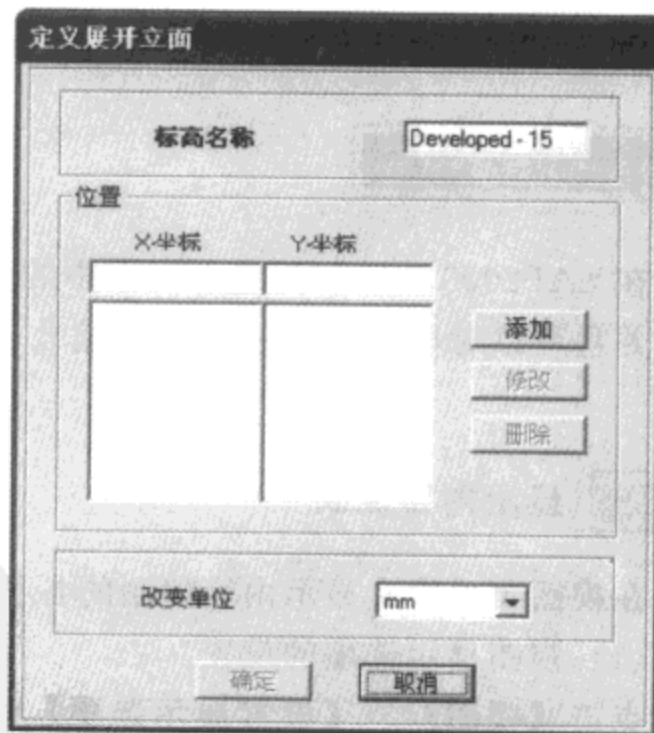 定义展开立面
标高名称 Developed - 15
位置
X-坐标 Y-坐标
添加
修改
删除
改变单位 mm
确定 取消